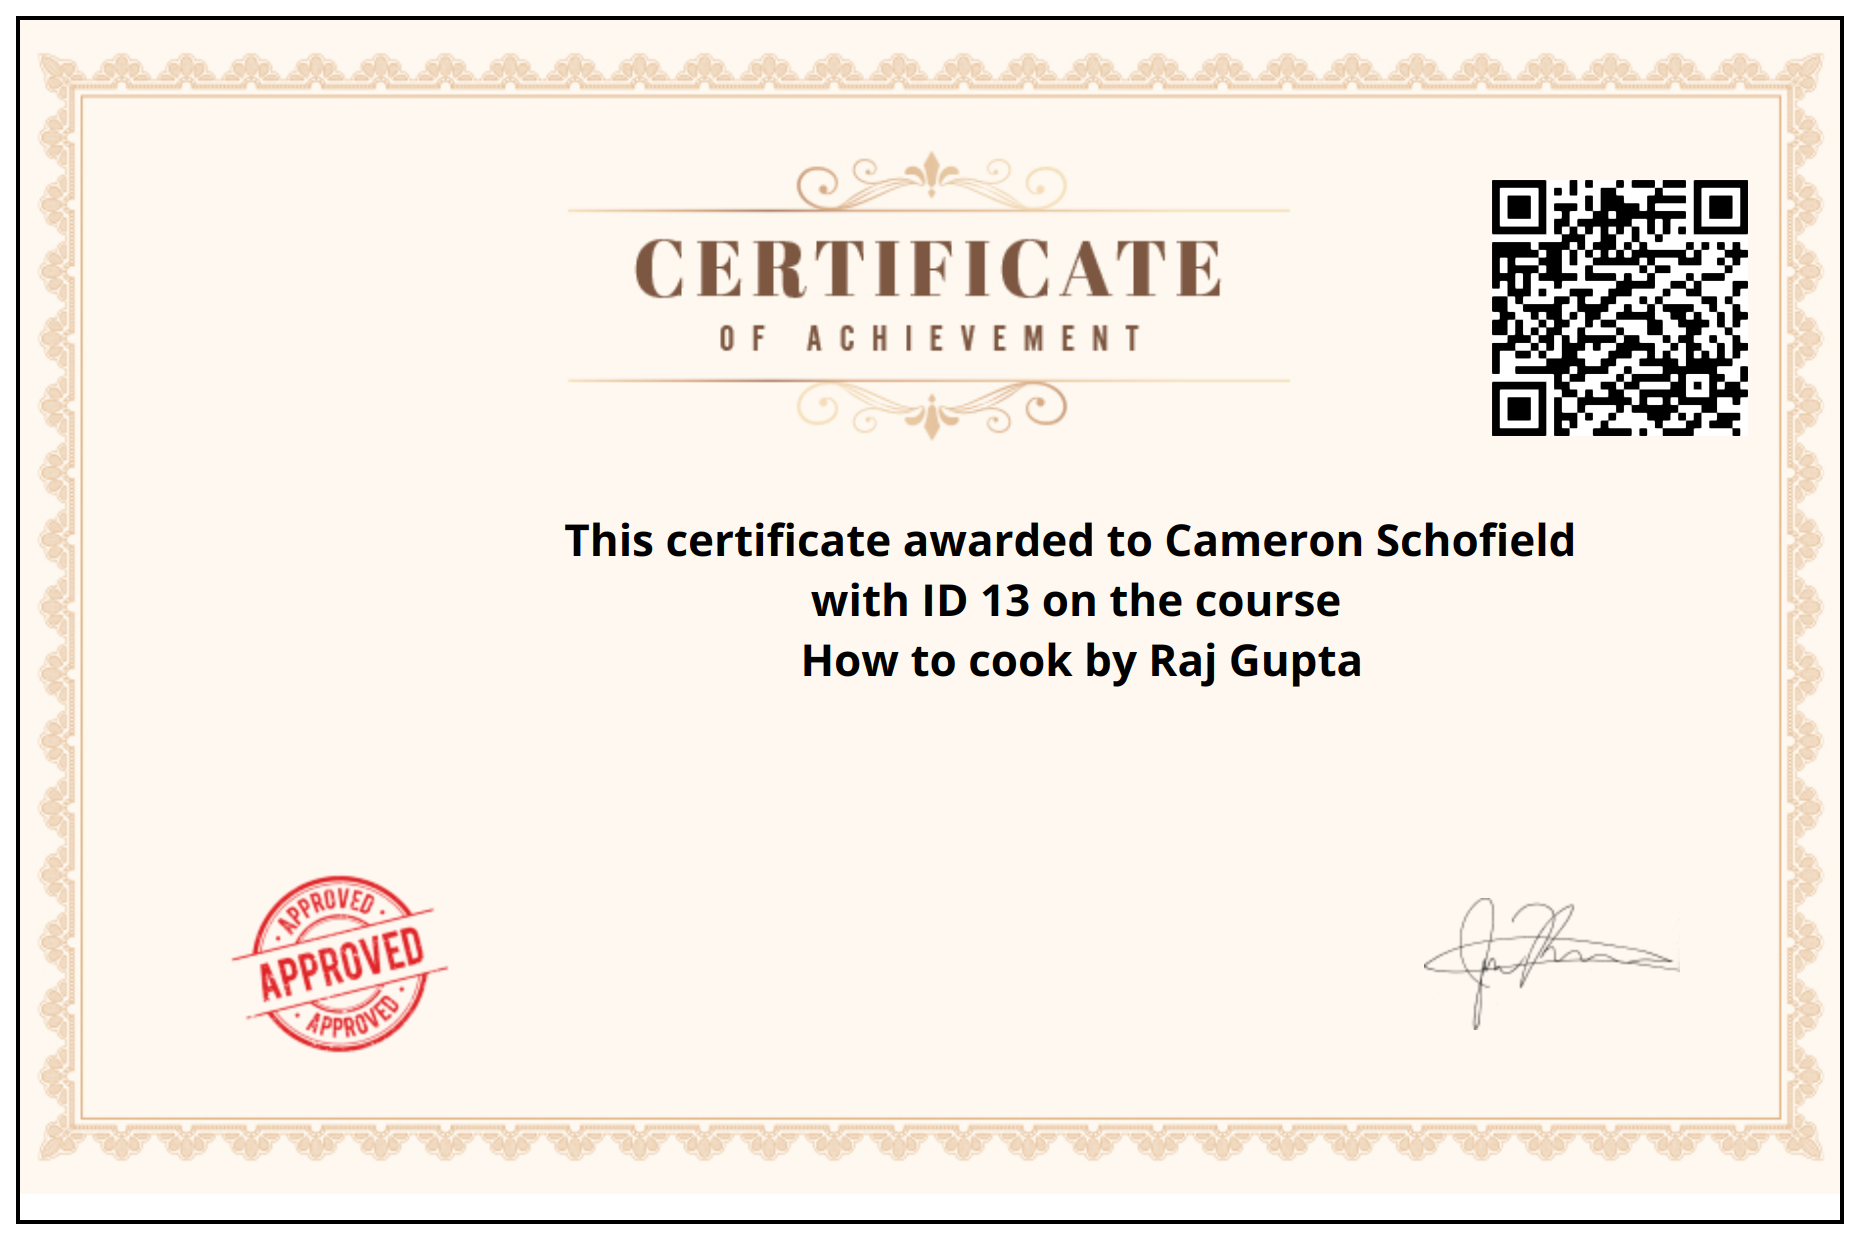 CERTIFICATE
OF ACHIEVEMENT
This certificate awarded to Cameron Schofield
with ID 13 on the course
How to cook by Raj Gupta
APPROVED
APPROVED
APPROVED